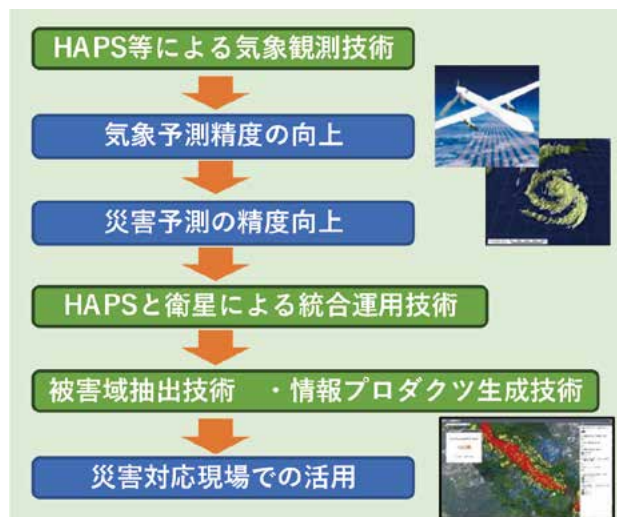 HAPS等による気象観測技術
気象予測精度の向上
災害予測の精度向上
HAPSと衛星による統合運用技術
被害域抽出技術　・情報プロダクツ生成技術
災害対応現場での活用